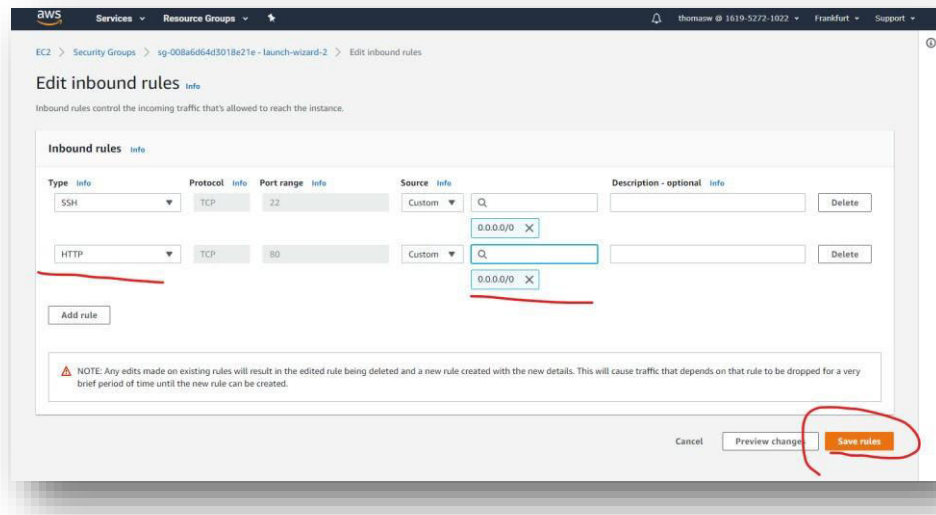 aws Services Resource Groups thomasw @ 1619-5272-1022 Frankfurt Support
EC2 > Security Groups > sg-008a6d64d3018e21e - launch-wizard-2 > Edit inbound rules
Edit inbound rules Info
Inbound rules control the incoming traffic that's allowed to reach the instance.
Inbound rules Info
Type Info Protocol Info Port range Info Source Info Description - optional Info
SSH TCP 22 Custom Delete
0.0.0.0/0
HTTP TCP 80 Custom Delete
0.0.0.0/0
Add rule
NOTE: Any edits made on existing rules will result in the edited rule being deleted and a new rule created with the new details. This will cause traffic that depends on that rule to be dropped for a very
brief period of time until the new rule can be created.
Cancel Preview changes Save rules